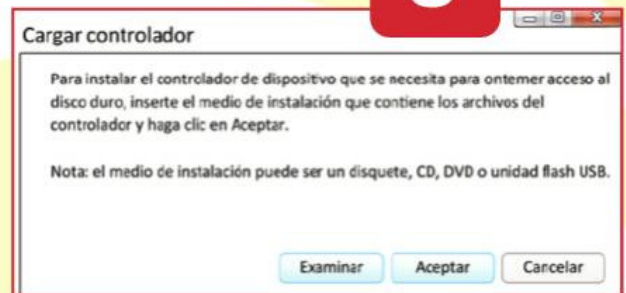 Cargar controlador
Para instalar el controlador de dispositivo que se necesita para ontemer acceso al
disco duro, inserte el medio de instalación que contiene los archivos del
controlador y haga clic en Aceptar.
Nota: el medio de instalación puede ser un disquete, CD, DVD o unidad flash USB.
Examinar
Aceptar
Cancelar